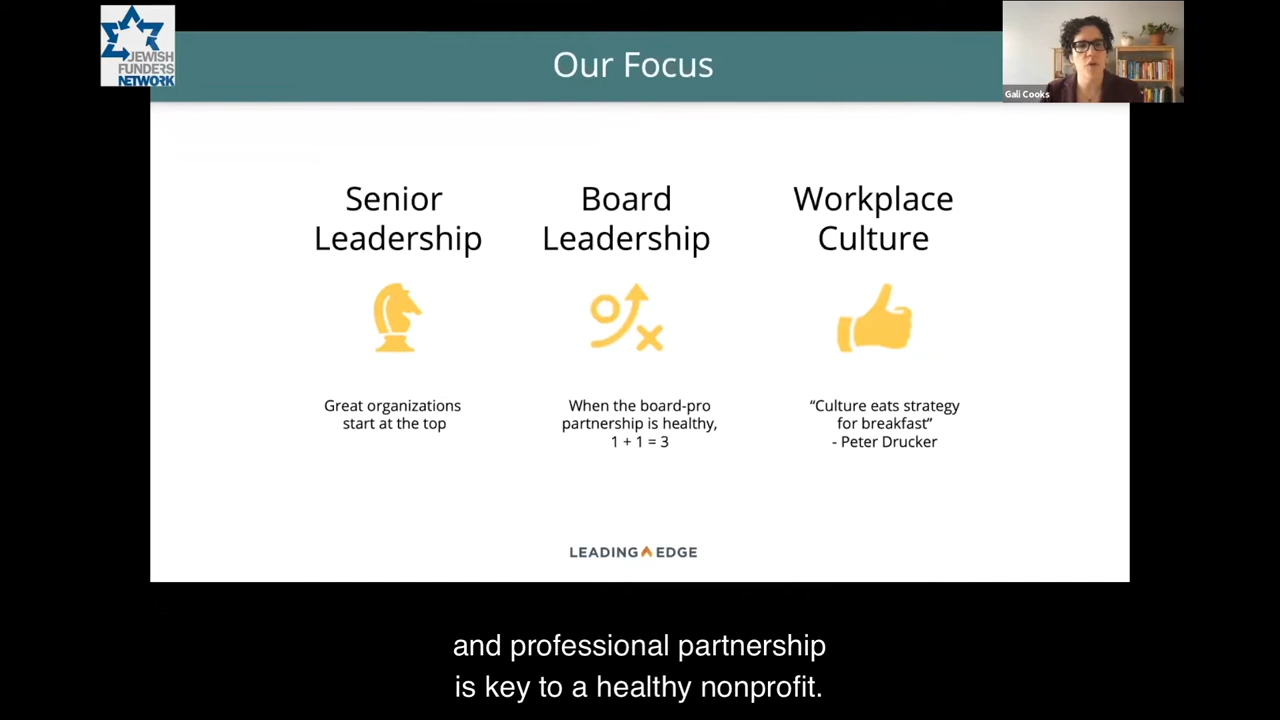 JEWISH
FUNDERS
NETWORK
Our Focus
Gali Cooks
Senior
Leadership
Great organizations
start at the top
Board
Leadership
When the board-pro
partnership is healthy,
1 + 1 = 3
Workplace
Culture
“Culture eats strategy
for breakfast”
- Peter Drucker
LEADING EDGE
and professional partnership
is key to a healthy nonprofit.